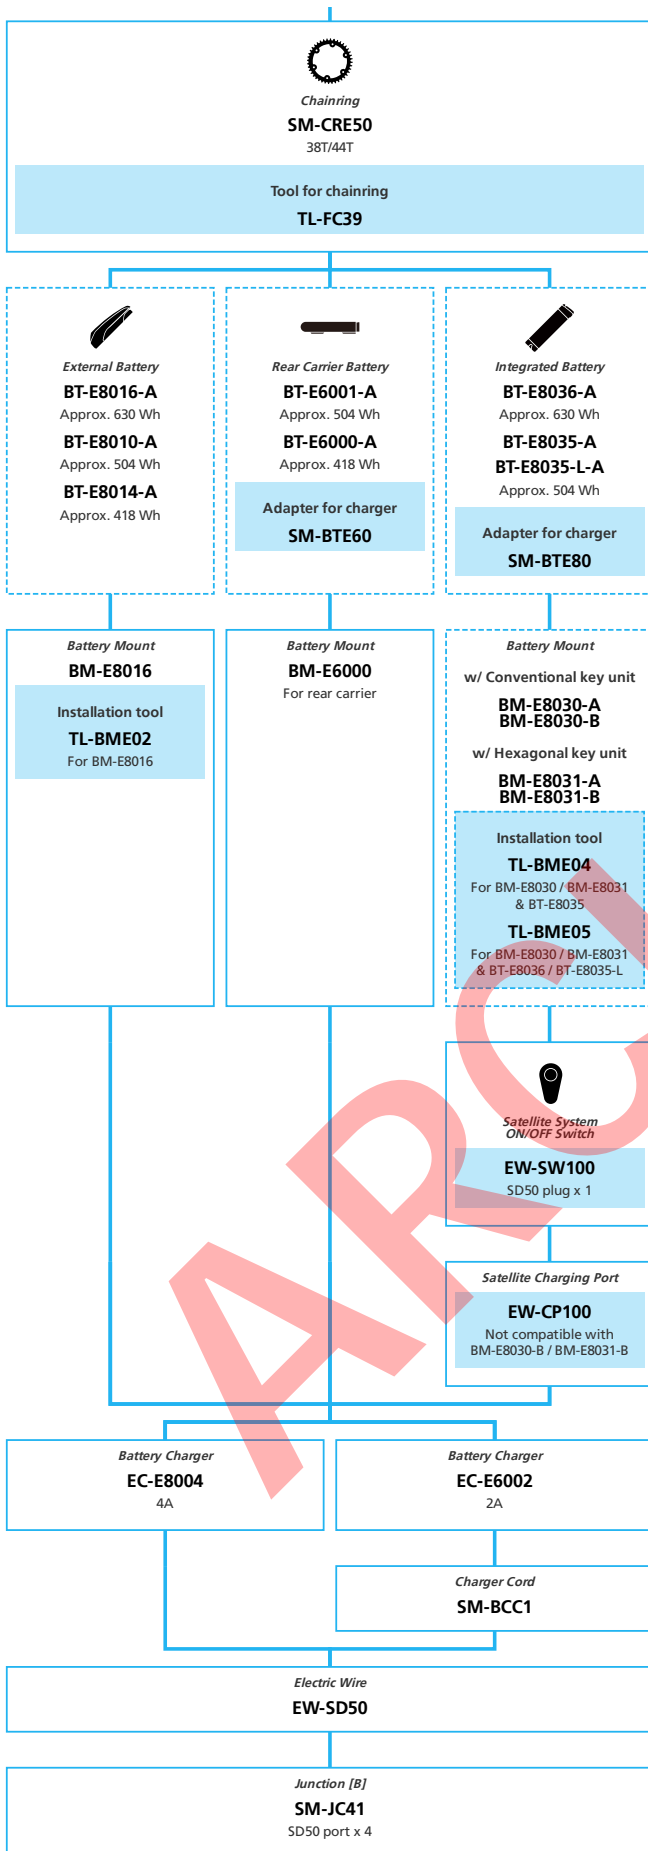 Chainring
SM-CRE50
38T/44T
Tool for chainring
TL-FC39
External Battery
BT-E8016-A
Approx. 630 Wh
BT-E8010-A
Approx. 504 Wh
BT-E8014-A
Approx. 418 Wh
Rear Carrier Battery
BT-E6001-A
Approx. 504 Wh
BT-E6000-A
Approx. 418 Wh
Adapter for charger
SM-BTE60
Integrated Battery
BT-E8036-A
Approx. 630 Wh
BT-E8035-A
BT-E8035-L-A
Approx. 504 Wh
Adapter for charger
SM-BTE80
Battery Mount
BM-E8016
Installation tool
TL-BME02
For BM-E8016
Battery Mount
BM-E6000
For rear carrier
Battery Mount
w/ Conventional key unit
BM-E8030-A
BM-E8030-B
w/ Hexagonal key unit
BM-E8031-A
BM-E8031-B
Installation tool
TL-BME04
For BM-E8030 / BM-E8031
& BT-E8035
TL-BME05
For BM-E8030 / BM-E8031
& BT-E8036 / BT-E8035-L
Satellite System
ON/OFF Switch
EW-SW100
SD50 plug x 1
Satellite Charging Port
EW-CP100
Not compatible with
BM-E8030-B / BM-E8031-B
Battery Charger
EC-E8004
4A
Battery Charger
EC-E6002
2A
Charger Cord
SM-BCC1
Electric Wire
EW-SD50
Junction [B]
SM-JC41
SD50 port x 4